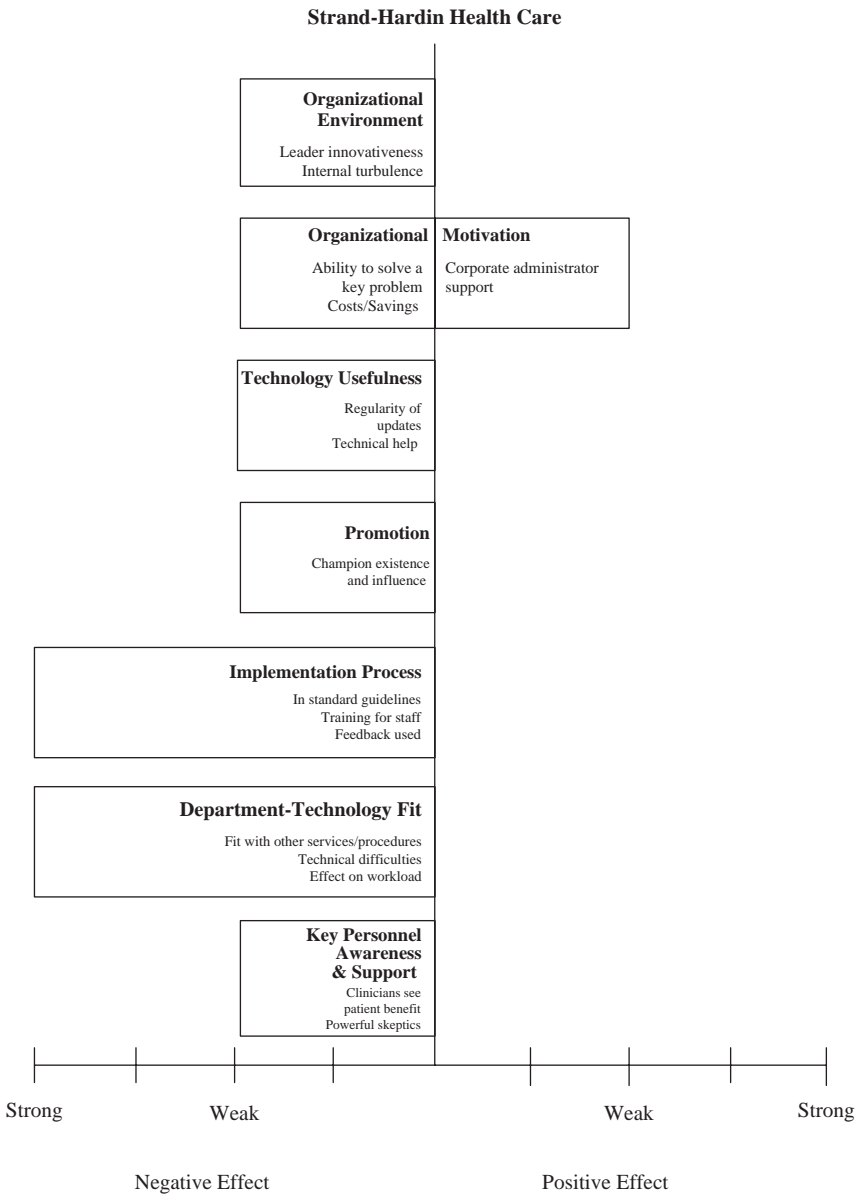 Strand-Hardin Health Care
Organizational
Environment
Leader innovativeness
Internal turbulence
Organizational Motivation
Ability to solve a
key problem
Costs/Savings
Corporate administrator
support
Technology Usefulness
Regularity of
updates
Technical help
Promotion
Champion existence
and influence
Implementation Process
In standard guidelines
Training for staff
Feedback used
Department-Technology Fit
Fit with other services/procedures
Technical difficulties
Effect on workload
Key Personnel
Awareness
& Support
Clinicians see
patient benefit
Powerful skeptics
Strong Weak Weak Strong
Negative Effect Positive Effect